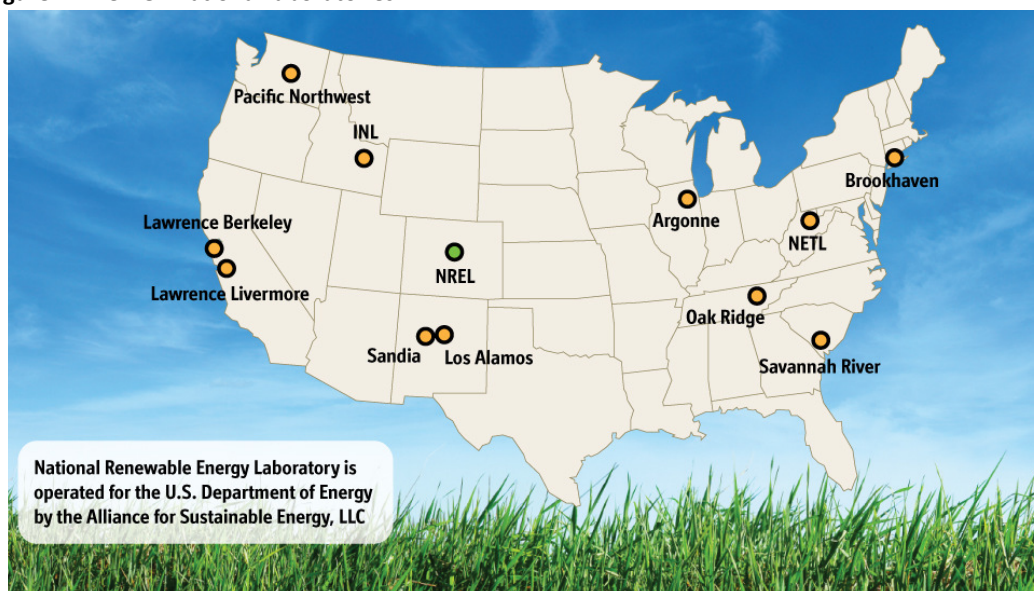 Pacific Northwest
INL
Brookhaven
Argonne
Lawrence Berkeley
NETL
NREL
Lawrence Livermore
Oak Ridge
Sandia
Los Alamos
Savannah River
National Renewable Energy Laboratory is
operated for the U.S. Department of Energy
by the Alliance for Sustainable Energy, LLC